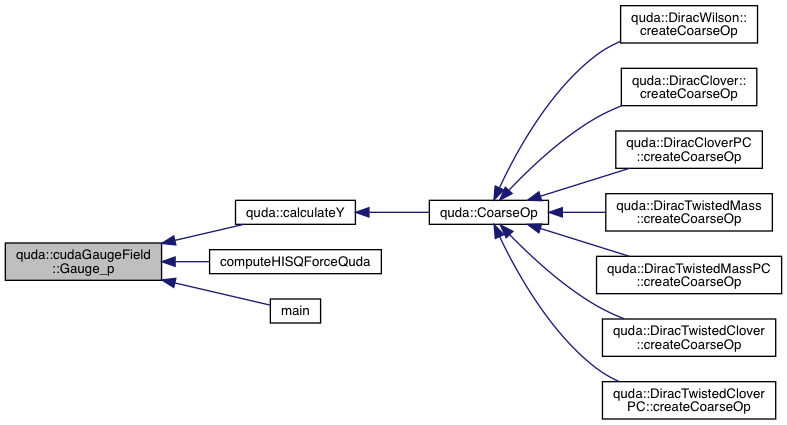 quda::cudaGaugeField
::Gauge_p
quda::calculateY
computeHISQForceQuda
main
quda::CoarseOp
quda::DiracWilson::
createCoarseOp
quda::DiracClover::
createCoarseOp
quda::DiracCloverPC
::createCoarseOp
quda::DiracTwistedMass
::createCoarseOp
quda::DiracTwistedMassPC
::createCoarseOp
quda::DiracTwistedClover
::createCoarseOp
quda::DiracTwistedClover
PC::createCoarseOp